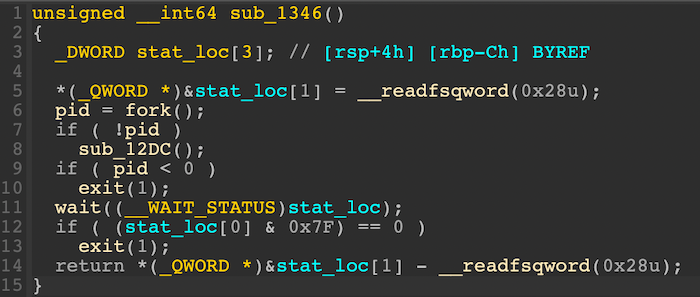 1 unsigned __int64 sub_1346()
2 {
3   _DWORD stat_loc[3]; // [rsp+4h] [rbp-Ch] BYREF
4
5   *(_QWORD *)&stat_loc[1] = __readfsqword(0x28u);
6   pid = fork();
7   if ( !pid )
8     sub_12DC();
9   if ( pid < 0 )
10     exit(1);
11   wait((__WAIT_STATUS)stat_loc);
12   if ( (stat_loc[0] & 0x7F) == 0 )
13     exit(1);
14   return *(_QWORD *)&stat_loc[1] - __readfsqword(0x28u);
15 }